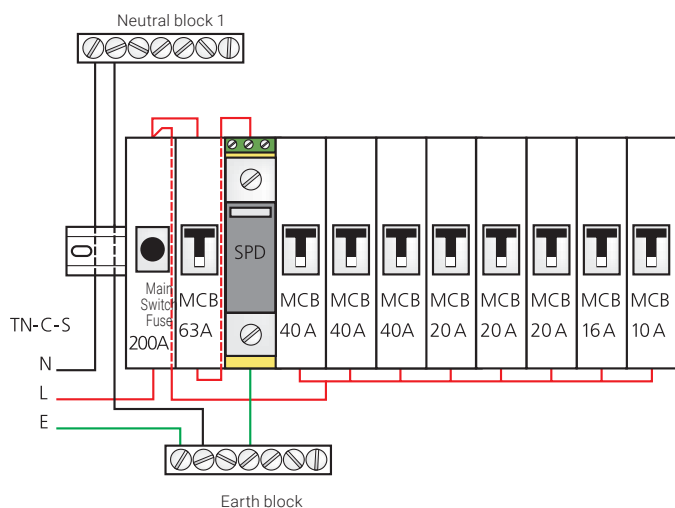 Neutral block 1
SPD
Main
Switch
Fuse
200A
MCB
63A
MCB
40 A
MCB
40 A
MCB
40A
MCB
20 A
MCB
20 A
MCB
20 A
MCB
16 A
MCB
10 A
TN-C-S
N
L
E
Earth block